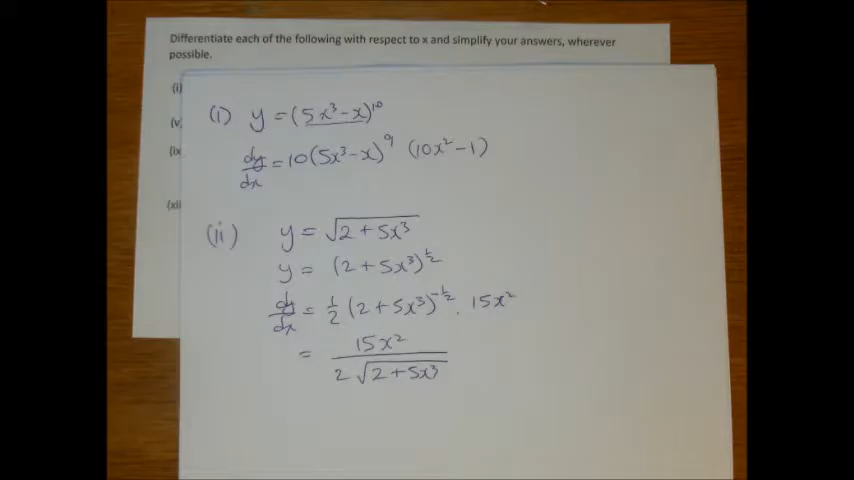 Differentiate each of the following with respect to x and simplify your answers, wherever
possible.
(i)
(v
(ix
(xii
(i) y = (5x³ − x)¹⁰
dy/dx = 10(5x³ − x)⁹ (10x² − 1)
(ii) y = √(2 + 5x³)
y = (2 + 5x³)^½
dy/dx = ½ (2 + 5x³)^−½ . 15x²
= 15x² / 2√(2 + 5x³)